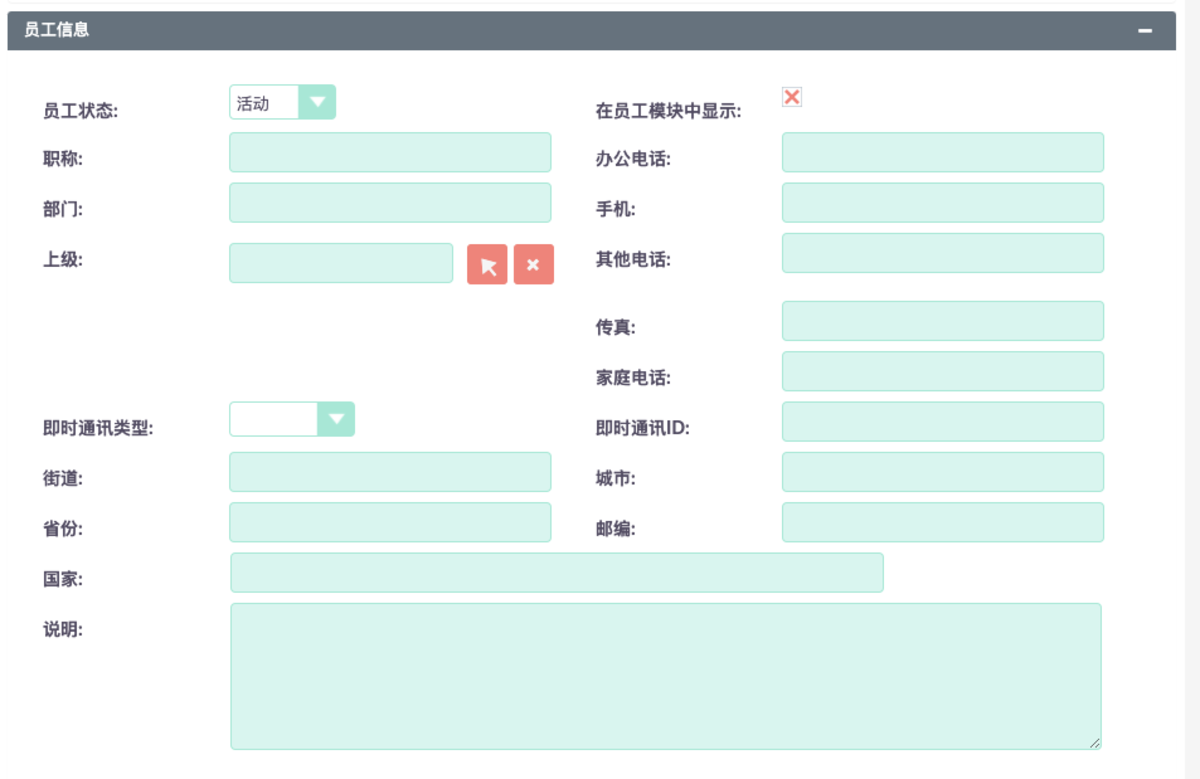 员工信息
员工状态: 活动 在员工模块中显示:
职称: 办公电话:
部门: 手机:
上级: 其他电话:
传真:
家庭电话:
即时通讯类型: 即时通讯ID:
街道: 城市:
省份: 邮编:
国家:
说明: